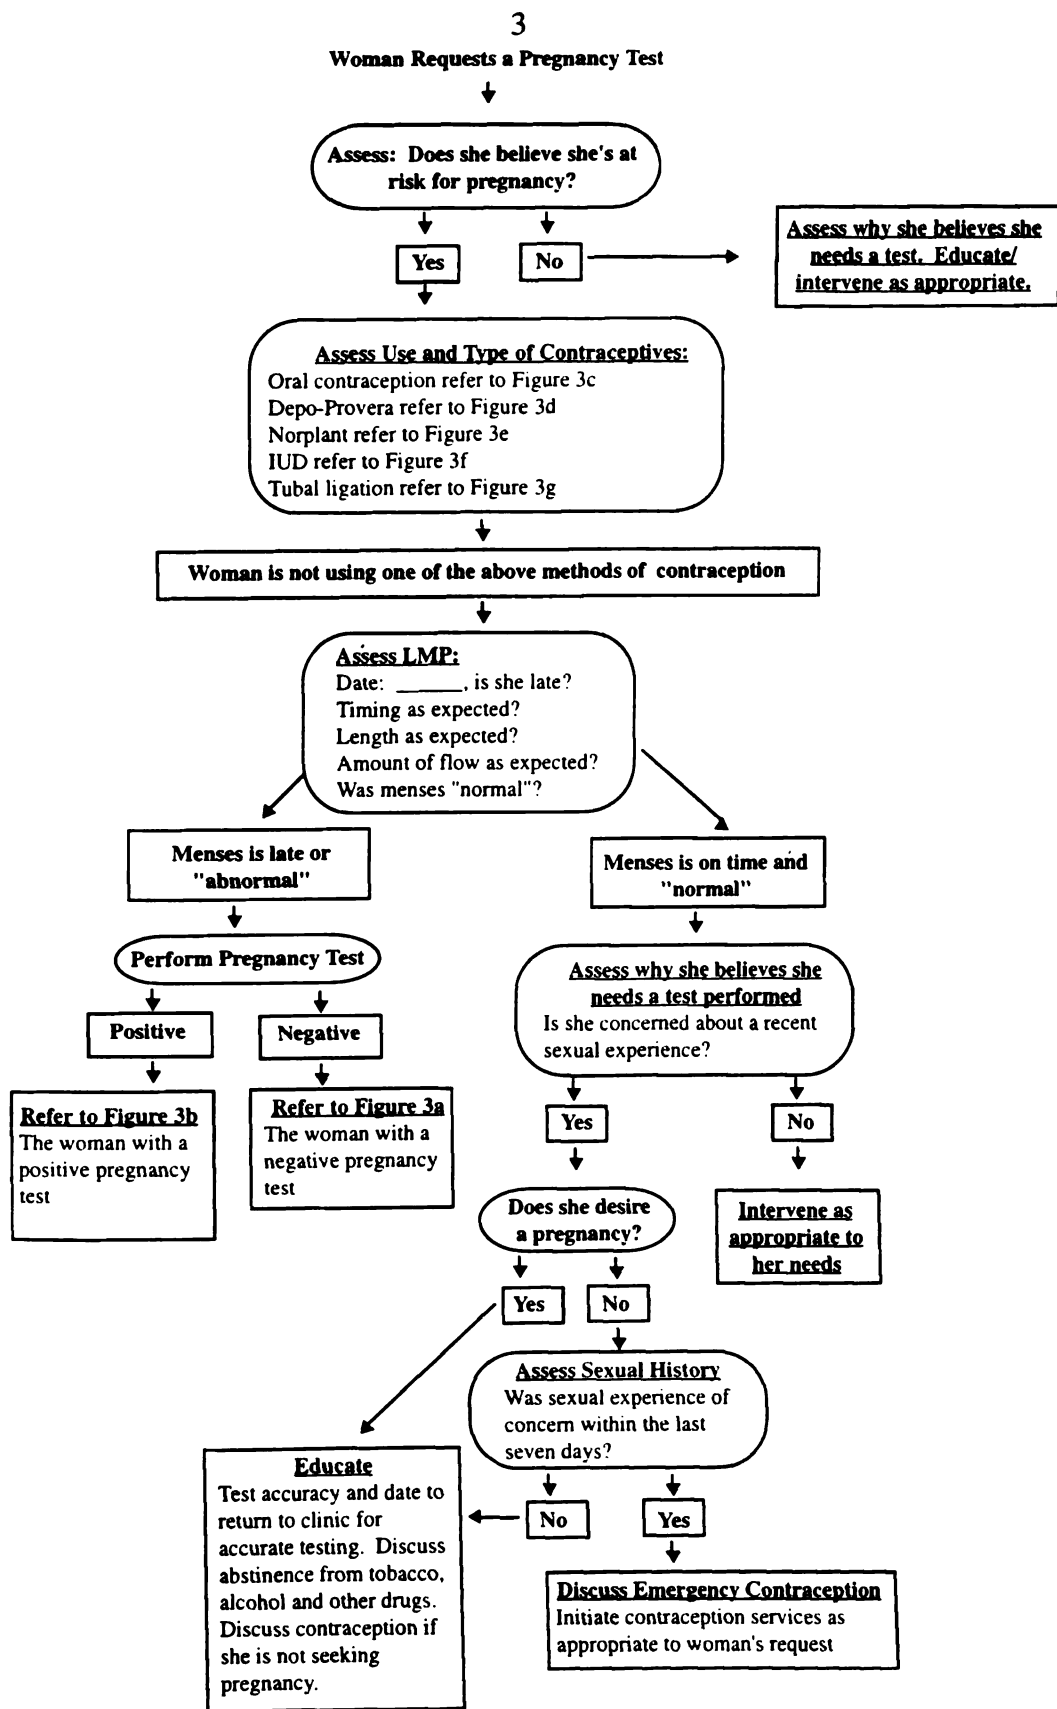 3
Woman Requests a Pregnancy Test
Assess: Does she believe she's at
risk for pregnancy?
Yes
No
Assess why she believes she
needs a test. Educate/
intervene as appropriate.
Assess Use and Type of Contraceptives:
Oral contraception refer to Figure 3c
Depo-Provera refer to Figure 3d
Norplant refer to Figure 3e
IUD refer to Figure 3f
Tubal ligation refer to Figure 3g
Woman is not using one of the above methods of contraception
Assess LMP:
Date: ______, is she late?
Timing as expected?
Length as expected?
Amount of flow as expected?
Was menses "normal"?
Menses is late or
"abnormal"
Menses is on time and
"normal"
Perform Pregnancy Test
Positive
Negative
Refer to Figure 3b
The woman with a
positive pregnancy
test
Refer to Figure 3a
The woman with a
negative pregnancy
test
Assess why she believes she
needs a test performed
Is she concerned about a recent
sexual experience?
Yes
No
Does she desire
a pregnancy?
Intervene as
appropriate to
her needs
Yes
No
Assess Sexual History
Was sexual experience of
concern within the last
seven days?
No
Yes
Educate
Test accuracy and date to
return to clinic for
accurate testing. Discuss
abstinence from tobacco,
alcohol and other drugs.
Discuss contraception if
she is not seeking
pregnancy.
Discuss Emergency Contraception
Initiate contraception services as
appropriate to woman's request